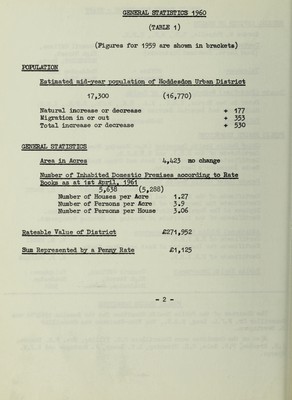 GENERAL STATISTICS 1960
(TABLE 1)
(Figures for 1959 are shown in brackets)
POPULATION
Estimated mid-year population of Hoddesdon Urban District
17,300 (16,770)
Natural increase or decrease + 177
Migration in or out + 353
Total increase or decrease + 530
GENERAL STATISTICS
Area in Acres 4,423 no change
Number of Inhabited Domestic Premises according to Rate
Books as at 1st April, 1961
5,638 (5,288)
Number of Houses per Acre 1.27
Number of Persons per Acre 3.9
Number of Persons per House 3.06
Rateable Value of District £271,952
Sum Represented by a Penny Rate £1,125
- 2 -